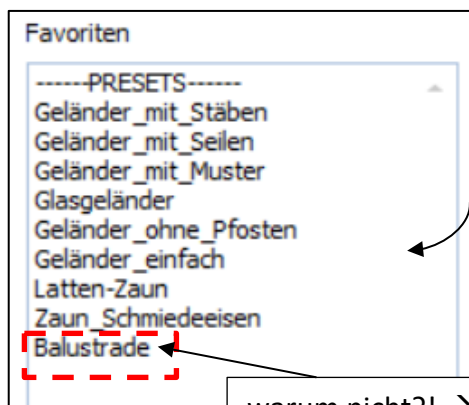 Favoriten
------PRESETS------
Geländer_mit_Stäben
Geländer_mit_Seilen
Geländer_mit_Muster
Glasgeländer
Geländer_ohne_Pfosten
Geländer_einfach
Latten-Zaun
Zaun_Schmiedeeisen
Balustrade
warum nicht?!